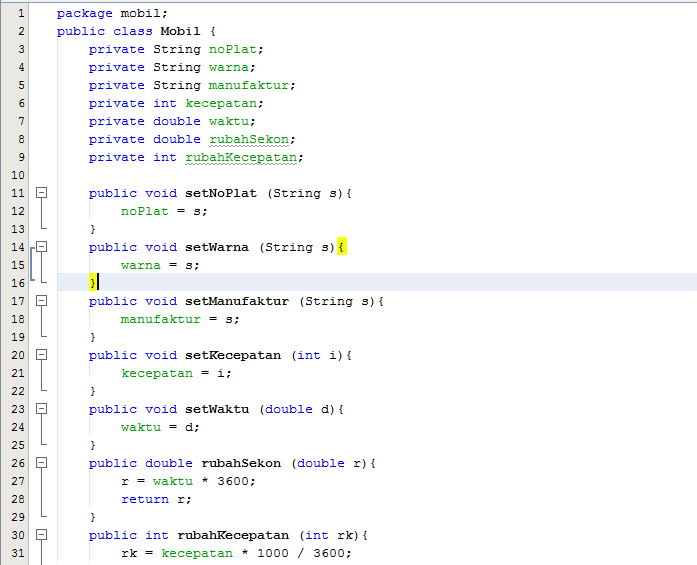 1 package mobil;
2 public class Mobil {
3 private String noPlat;
4 private String warna;
5 private String manufaktur;
6 private int kecepatan;
7 private double waktu;
8 private double rubahSekon;
9 private int rubahKecepatan;
10
11 public void setNoPlat (String s){
12 noPlat = s;
13 }
14 public void setWarna (String s){
15 warna = s;
16 }
17 public void setManufaktur (String s){
18 manufaktur = s;
19 }
20 public void setKecepatan (int i){
21 kecepatan = i;
22 }
23 public void setWaktu (double d){
24 waktu = d;
25 }
26 public double rubahSekon (double r){
27 r = waktu * 3600;
28 return r;
29 }
30 public int rubahKecepatan (int rk){
31 rk = kecepatan * 1000 / 3600;